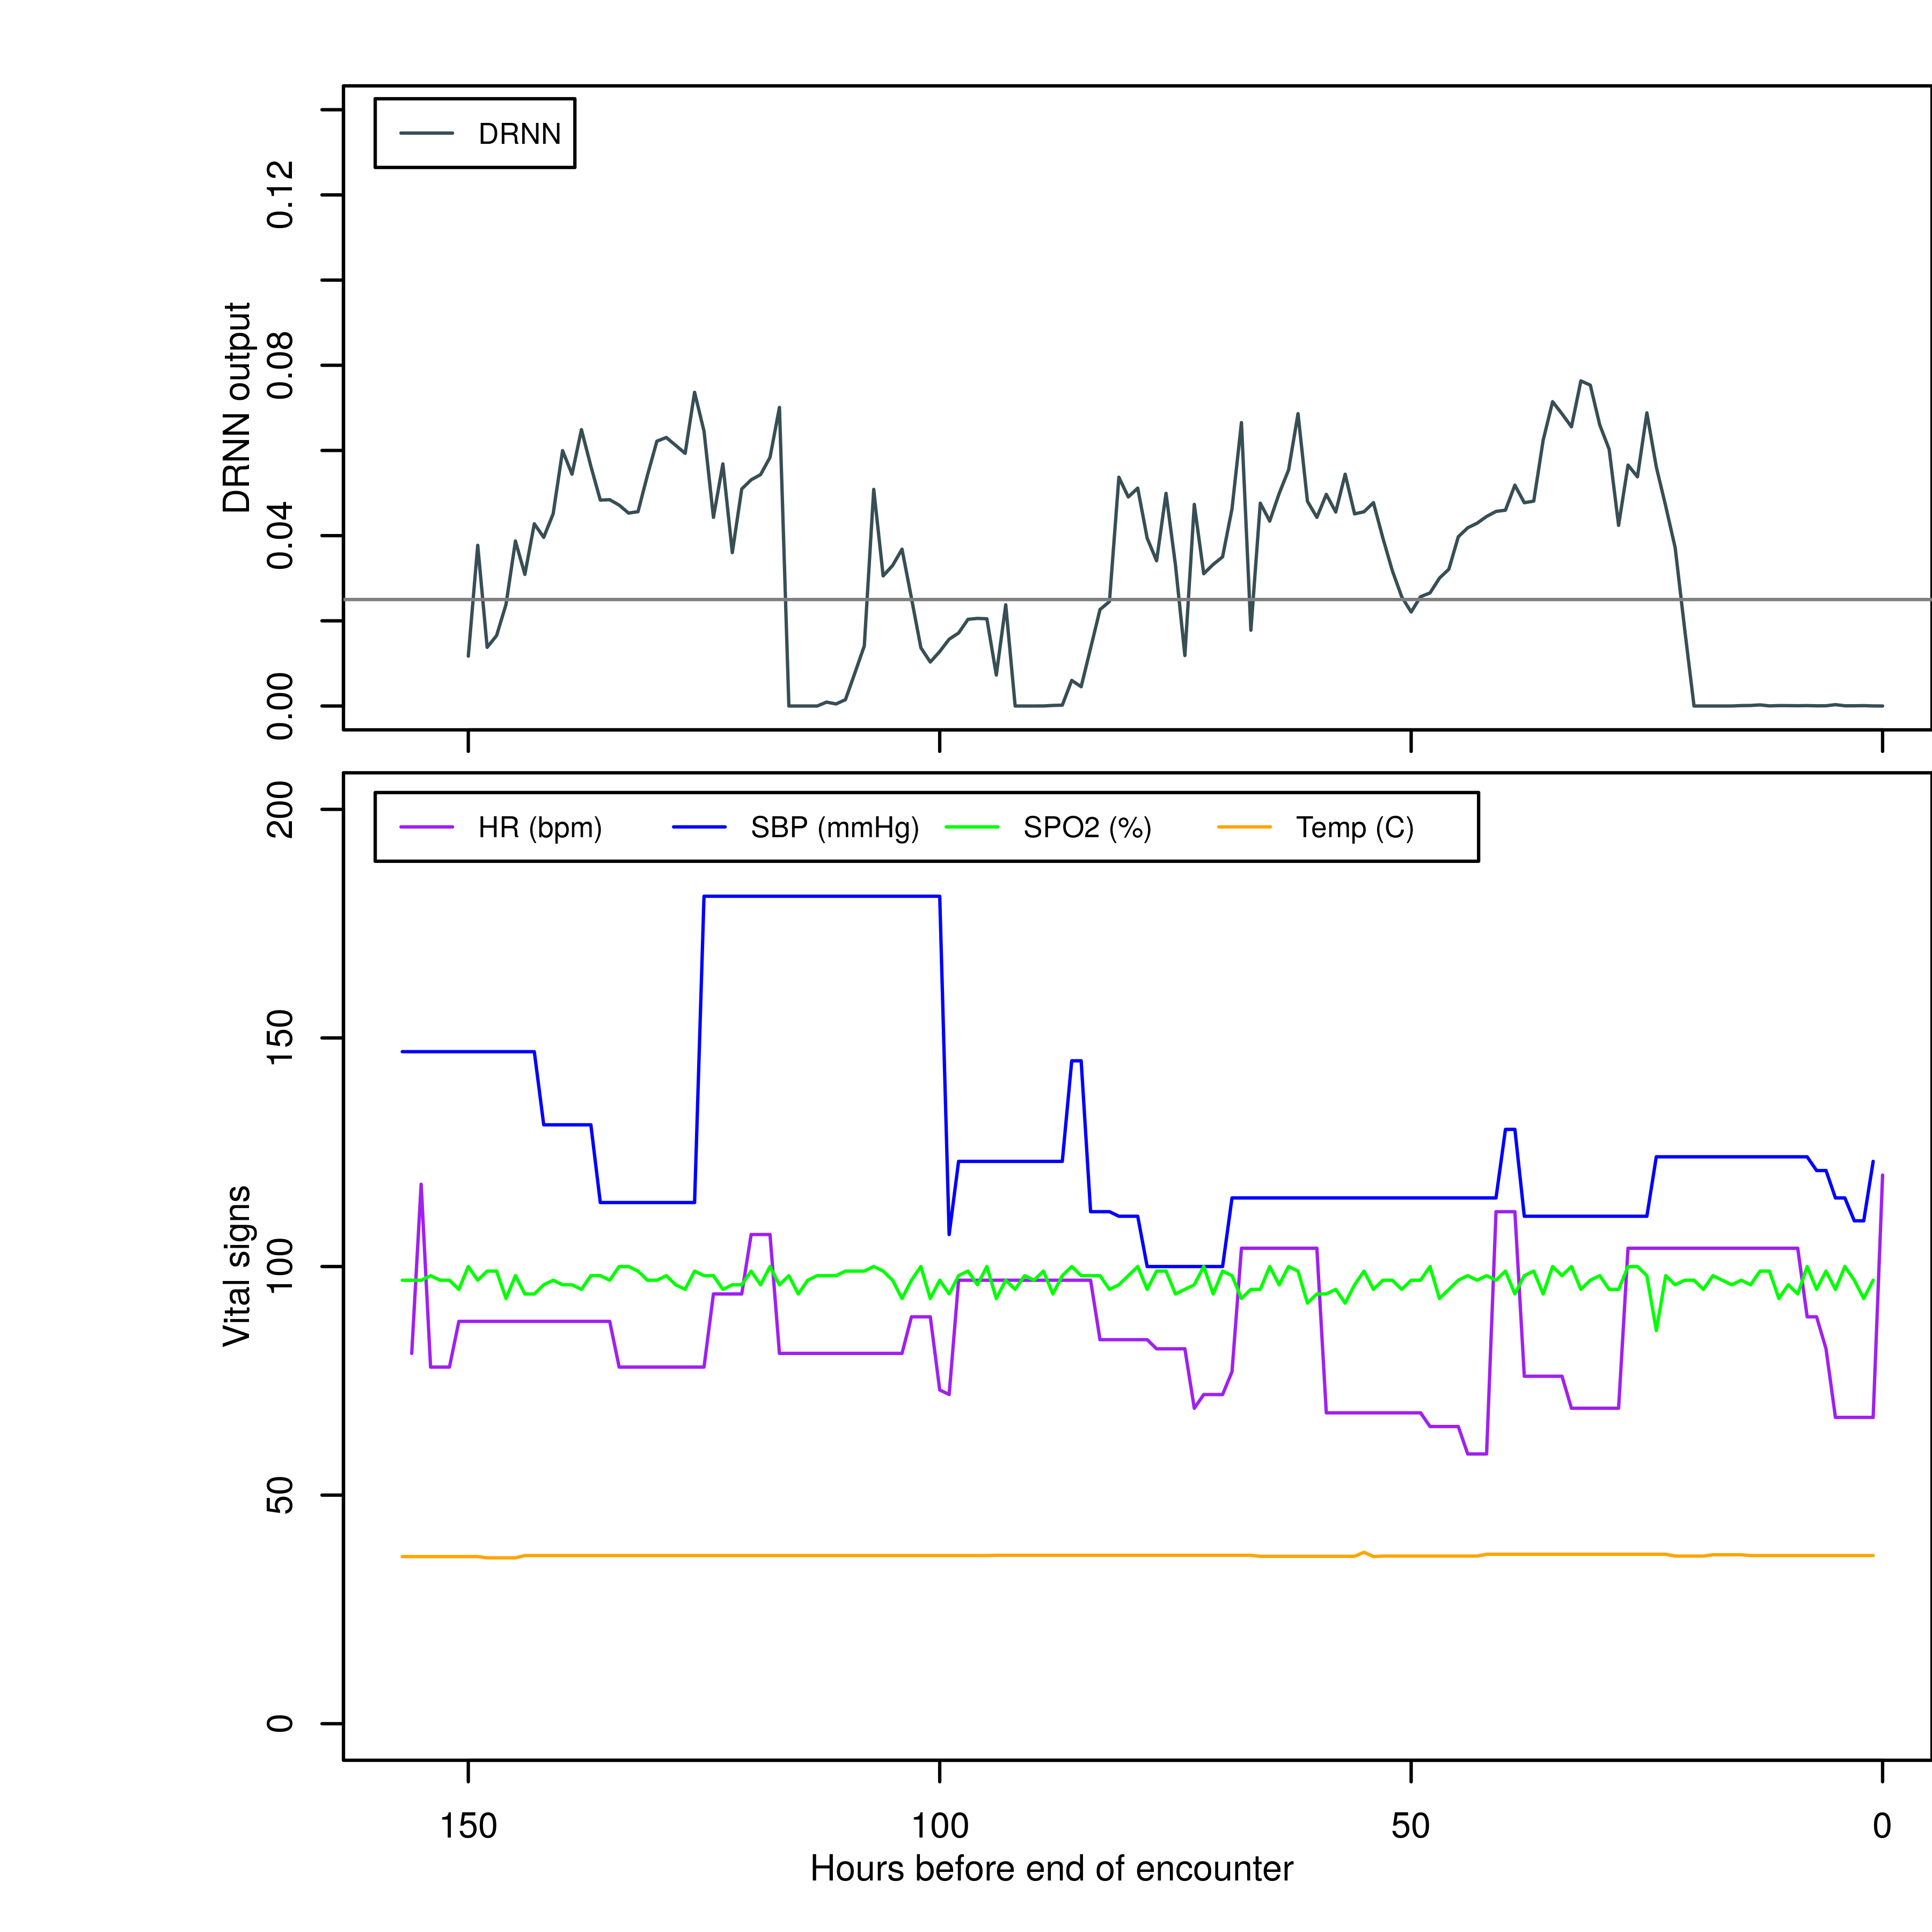 DRNN
DRNN output
0.12
0.08
0.04
0.00
HR (bpm) SBP (mmHg) SPO2 (%) Temp (C)
Vital signs
200
150
100
50
0
150 100 50 0
Hours before end of encounter